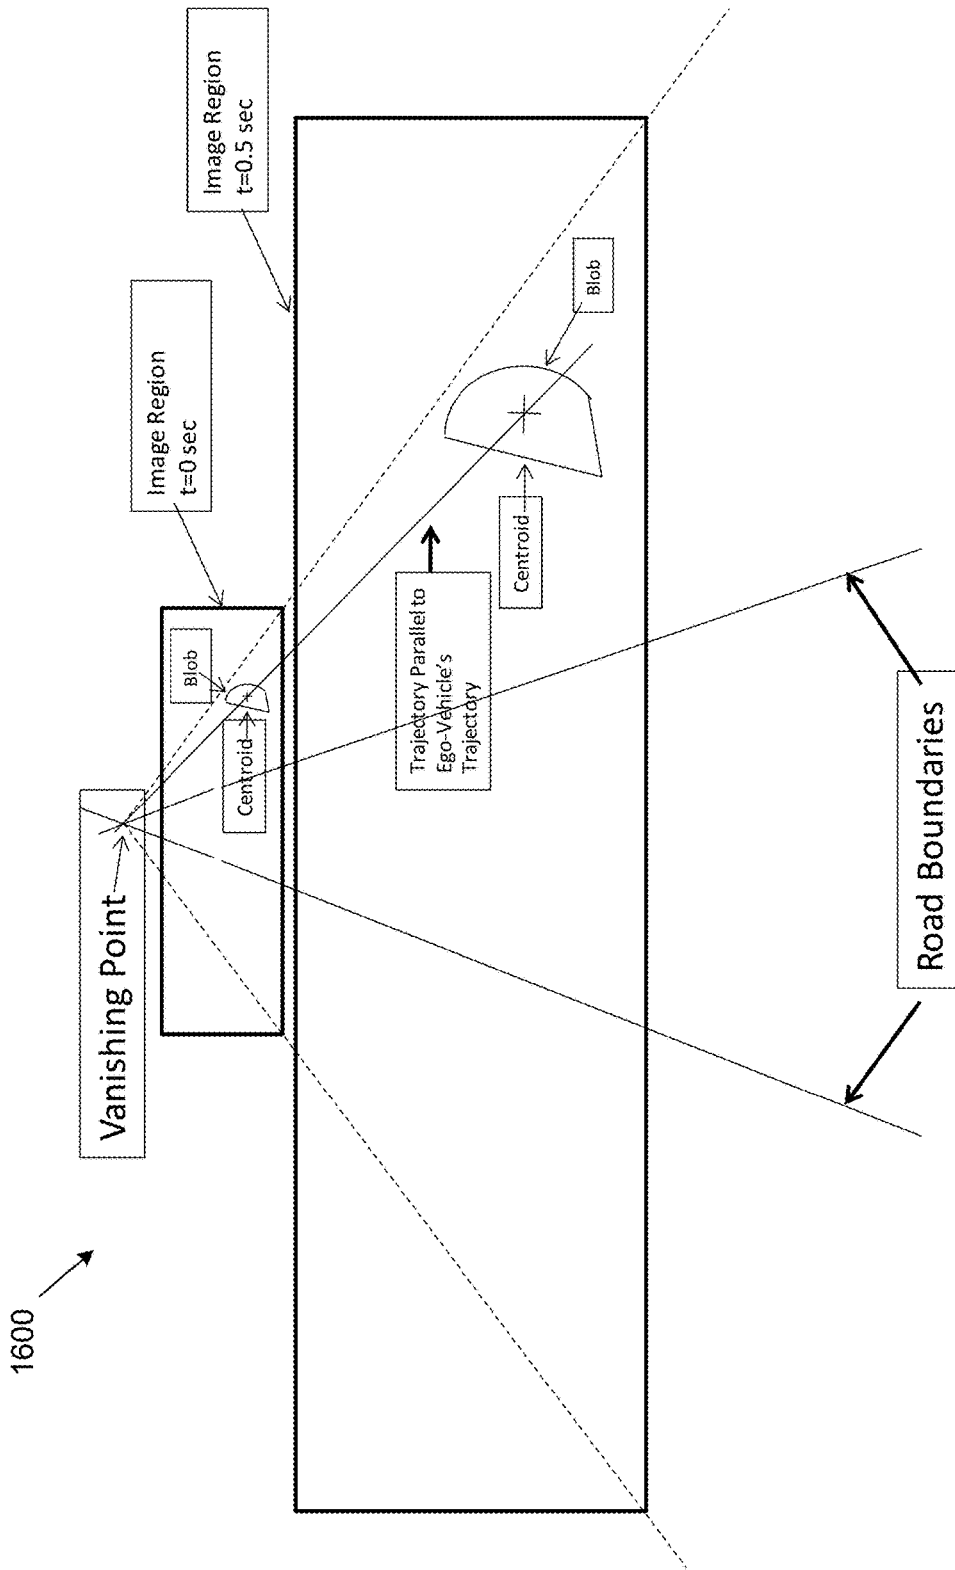 1600
Vanishing Point
Image Region
t=0 sec
Image Region
t=0.5 sec
Blob
Centroid
Trajectory Parallel to
Ego-Vehicle's
Trajectory
Centroid
Blob
Road Boundaries